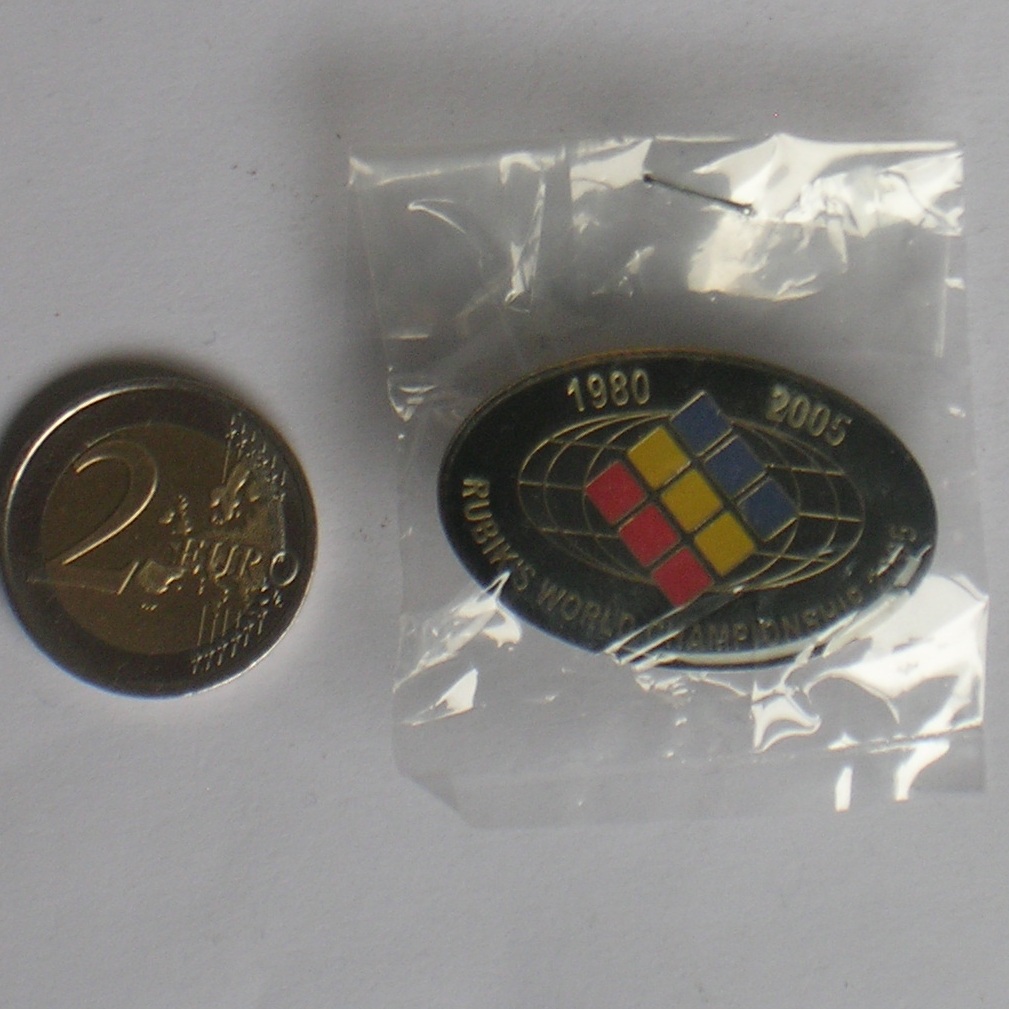 2 EURO
1980
2005
RUBIK'S WORLD CHAMPIONSHIP